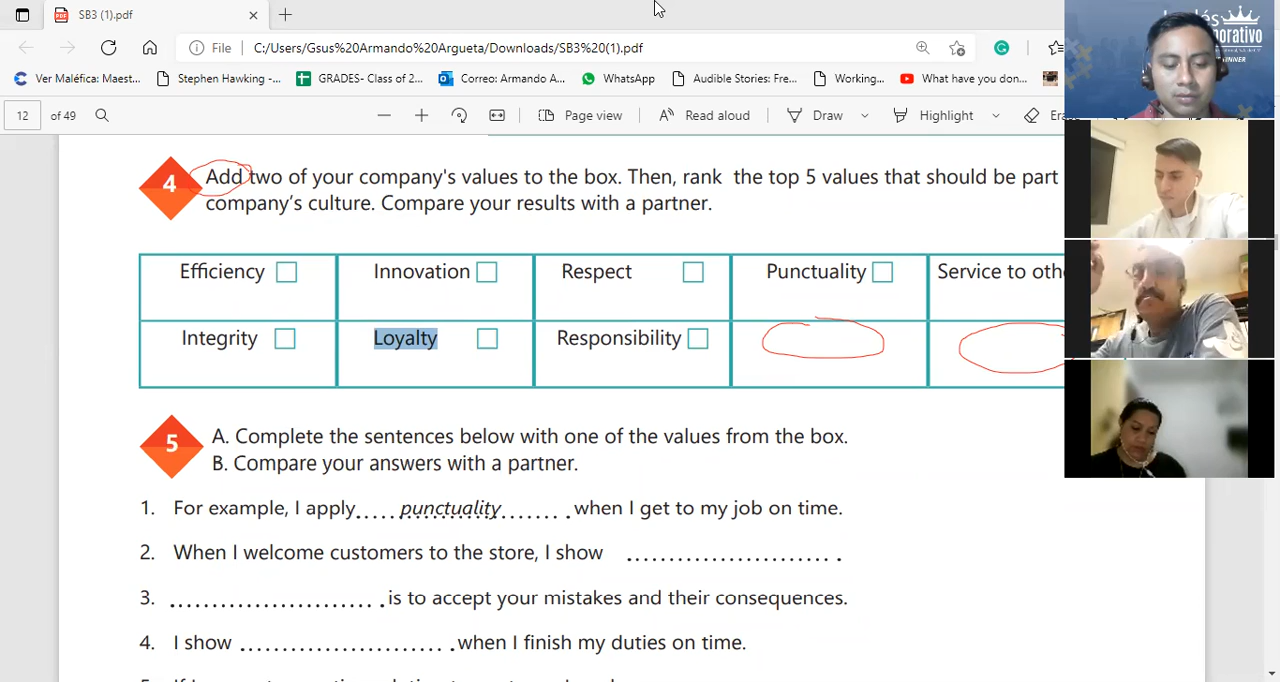 SB3 (1).pdf
File C:/Users/Gsus%20Armando%20Argueta/Downloads/SB3%20(1).pdf
Ver Maléfica: Maest... Stephen Hawking -... GRADES- Class of 2... Correo: Armando A... WhatsApp Audible Stories: Fre... Working... What have you don...
12 of 49 Page view Read aloud Draw Highlight
4 Add two of your company's values to the box. Then, rank the top 5 values that should be part
company's culture. Compare your results with a partner.
Efficiency Innovation Respect Punctuality Service to
Integrity Loyalty Responsibility
5 A. Complete the sentences below with one of the values from the box.
B. Compare your answers with a partner.
1. For example, I apply.....punctuality.......when I get to my job on time.
2. When I welcome customers to the store, I show ........................
3. ........................is to accept your mistakes and their consequences.
4. I show ........................when I finish my duties on time.